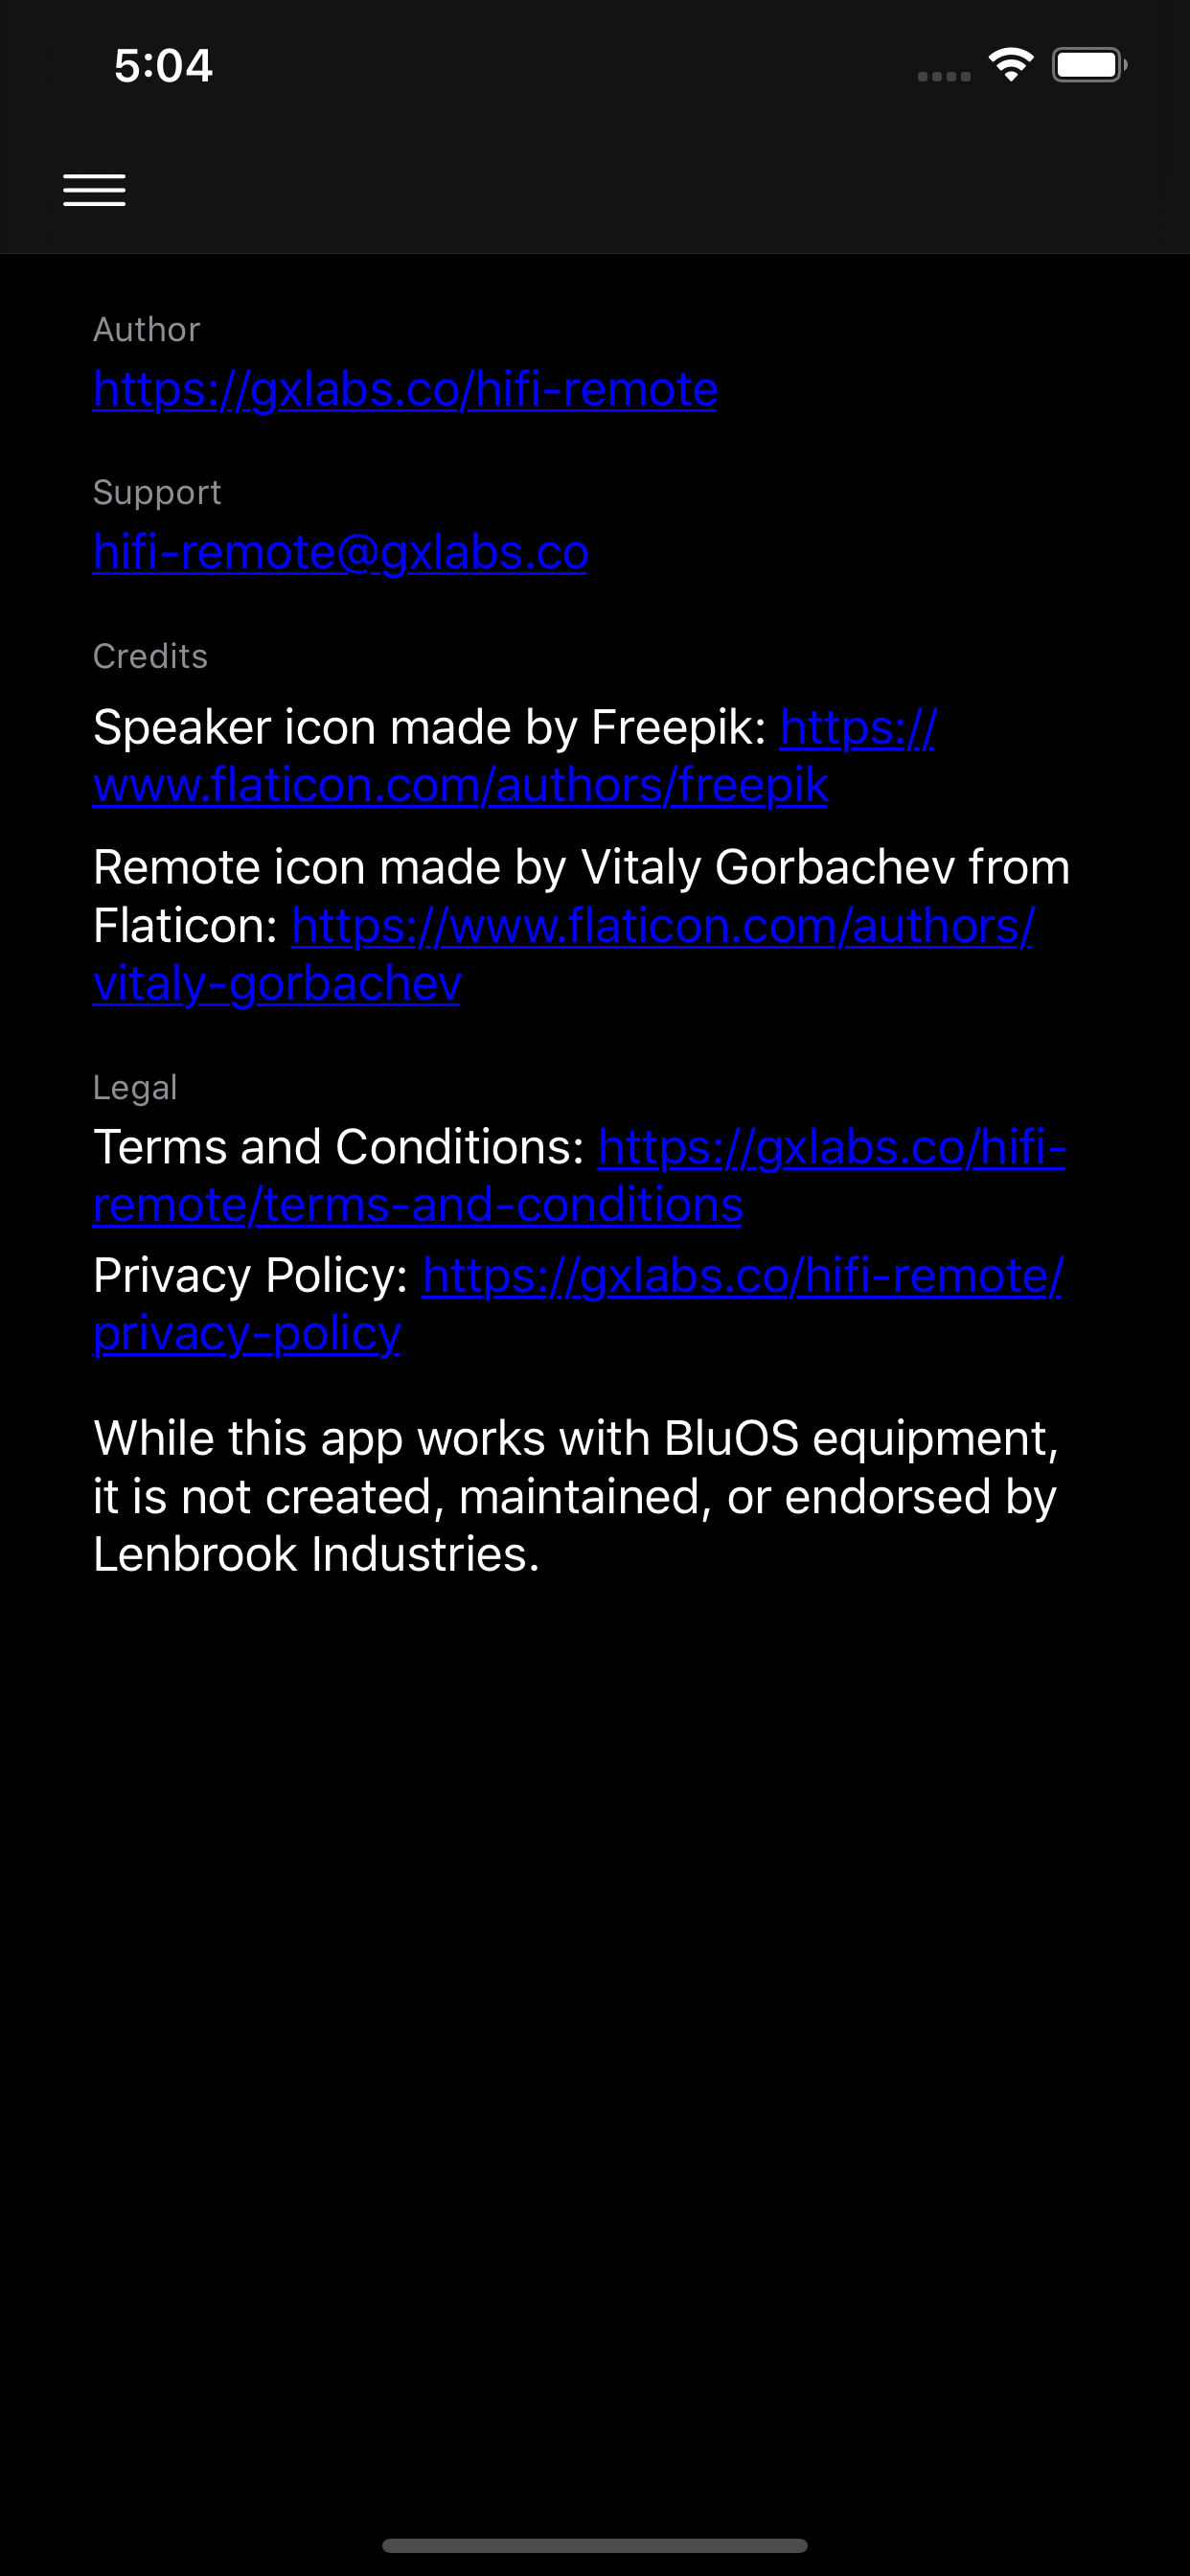 5:04
Author
https://gxlabs.co/hifi-remote
Support
hifi-remote@gxlabs.co
Credits
Speaker icon made by Freepik: https://
www.flaticon.com/authors/freepik
Remote icon made by Vitaly Gorbachev from
Flaticon: https://www.flaticon.com/authors/
vitaly-gorbachev
Legal
Terms and Conditions: https://gxlabs.co/hifi-
remote/terms-and-conditions
Privacy Policy: https://gxlabs.co/hifi-remote/
privacy-policy
While this app works with BluOS equipment,
it is not created, maintained, or endorsed by
Lenbrook Industries.